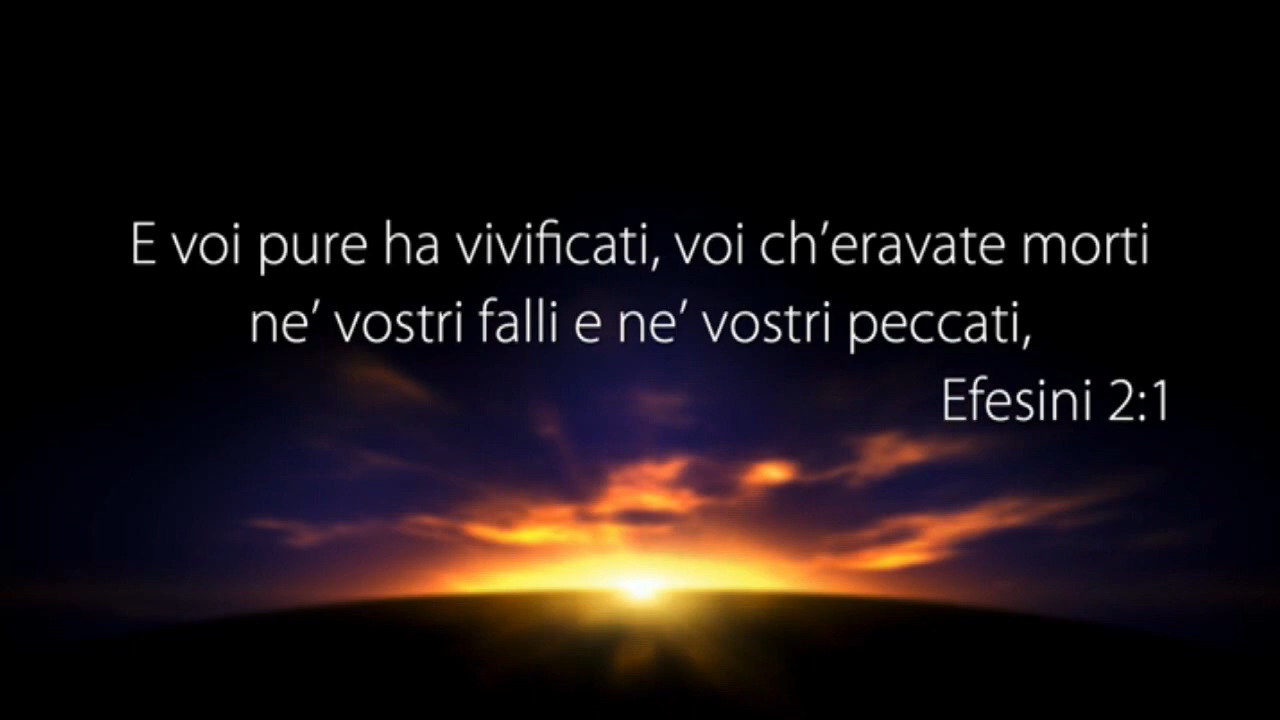 E voi pure ha vivificati, voi ch’eravate morti
ne’ vostri falli e ne’ vostri peccati,
Efesini 2:1